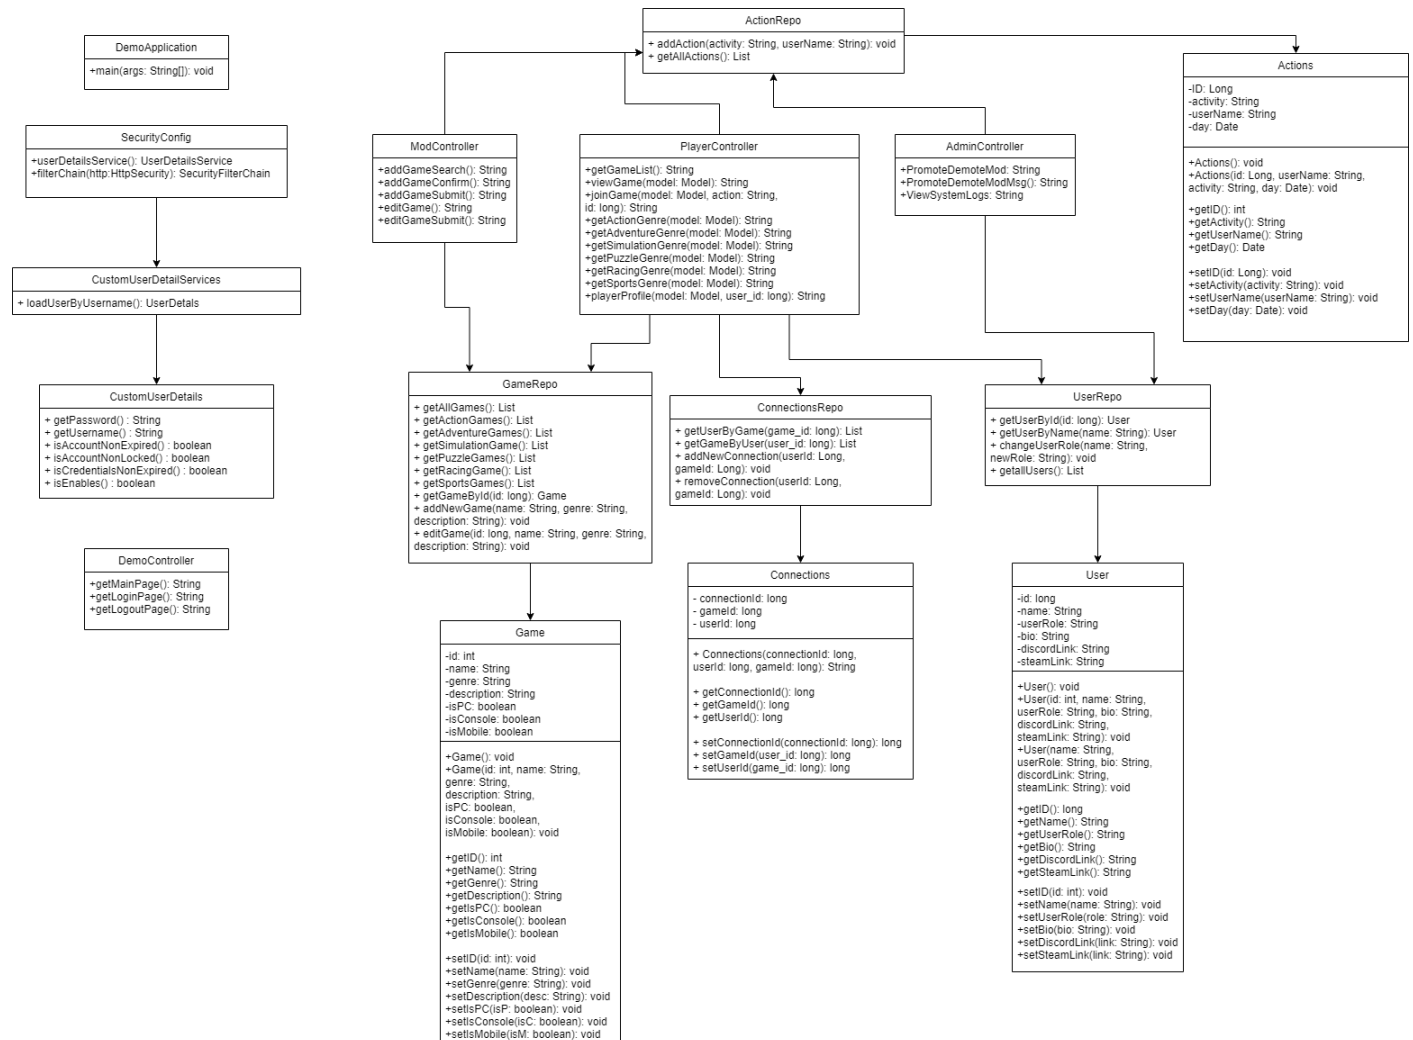 DemoApplication
+main(args: String[]): void
SecurityConfig
+userDetailsService(): UserDetailsService
+filterChain(http:HttpSecurity): SecurityFilterChain
CustomUserDetailServices
+ loadUserByUsername(): UserDetals
CustomUserDetails
+ getPassword() : String
+ getUsername() : String
+ isAccountNonExpired() : boolean
+ isAccountNonLocked() : boolean
+ isCredentialsNonExpired() : boolean
+ isEnables() : boolean
DemoController
+getMainPage(): String
+getLoginPage(): String
+getLogoutPage(): String
ActionRepo
+ addAction(activity: String, userName: String): void
+ getAllActions(): List
Actions
-ID: Long
-activity: String
-userName: String
-day: Date
+Actions(): void
+Actions(id: Long, userName: String,
activity: String, day: Date): void
+getID(): int
+getActivity(): String
+getUserName(): String
+getDay(): Date
+setID(id: Long): void
+setActivity(activity: String): void
+setUserName(userName: String): void
+setDay(day: Date): void
ModController
+addGameSearch(): String
+addGameConfirm(): String
+addGameSubmit(): String
+editGame(): String
+editGameSubmit(): String
PlayerController
+getGameList(): String
+viewGame(model: Model): String
+joinGame(model: Model, action: String,
id: long): String
+getActionGenre(model: Model): String
+getAdventureGenre(model: Model): String
+getSimulationGenre(model: Model): String
+getPuzzleGenre(model: Model): String
+getRacingGenre(model: Model): String
+getSportsGenre(model: Model): String
+playerProfile(model: Model, user_id: long): String
AdminController
+PromoteDemoteMod: String
+PromoteDemoteModMsg(): String
+ViewSystemLogs: String
GameRepo
+ getAllGames(): List
+ getActionGames(): List
+ getAdventureGames(): List
+ getSimulationGame(): List
+ getPuzzleGames(): List
+ getRacingGame(): List
+ getSportsGames(): List
+ getGameById(id: long): Game
+ addNewGame(name: String, genre: String,
description: String): void
+ editGame(id: long, name: String, genre: String,
description: String): void
ConnectionsRepo
+ getUserByGame(game_id: long): List
+ getGameByUser(user_id: long): List
+ addNewConnection(userId: Long,
gameId: Long): void
+ removeConnection(userId: Long,
gameId: Long): void
UserRepo
+ getUserById(id: long): User
+ getUserByName(name: String): User
+ changeUserRole(name: String,
newRole: String): void
+ getallUsers(): List
Game
-id: int
-name: String
-genre: String
-description: String
-isPC: boolean
-isConsole: boolean
-isMobile: boolean
+Game(): void
+Game(id: int, name: String,
genre: String,
description: String,
isPC: boolean,
isConsole: boolean,
isMobile: boolean): void
+getID(): int
+getName(): String
+getGenre(): String
+getDescription(): String
+getIsPC(): boolean
+getIsConsole(): boolean
+getIsMobile(): boolean
+setID(id: int): void
+setName(name: String): void
+setGenre(genre: String): void
+setDescription(desc: String): void
+setIsPC(isP: boolean): void
+setIsConsole(isC: boolean): void
+setIsMobile(isM: boolean): void
Connections
- connectionId: long
- gameId: long
- userId: long
+ Connections(connectionId: long,
userId: long, gameId: long): String
+ getConnectionId(): long
+ getGameId(): long
+ getUserId(): long
+ setConnectionId(connectionId: long): long
+ setGameId(user_id: long): long
+ setUserId(game_id: long): long
User
-id: long
-name: String
-userRole: String
-bio: String
-discordLink: String
-steamLink: String
+User(): void
+User(id: int, name: String,
userRole: String, bio: String,
discordLink: String,
steamLink: String): void
+User(name: String,
userRole: String, bio: String,
discordLink: String,
steamLink: String): void
+getID(): long
+getName(): String
+getUserRole(): String
+getBio(): String
+getDiscordLink(): String
+getSteamLink(): String
+setID(id: int): void
+setName(name: String): void
+setUserRole(role: String): void
+setBio(bio: String): void
+setDiscordLink(link: String): void
+setSteamLink(link: String): void